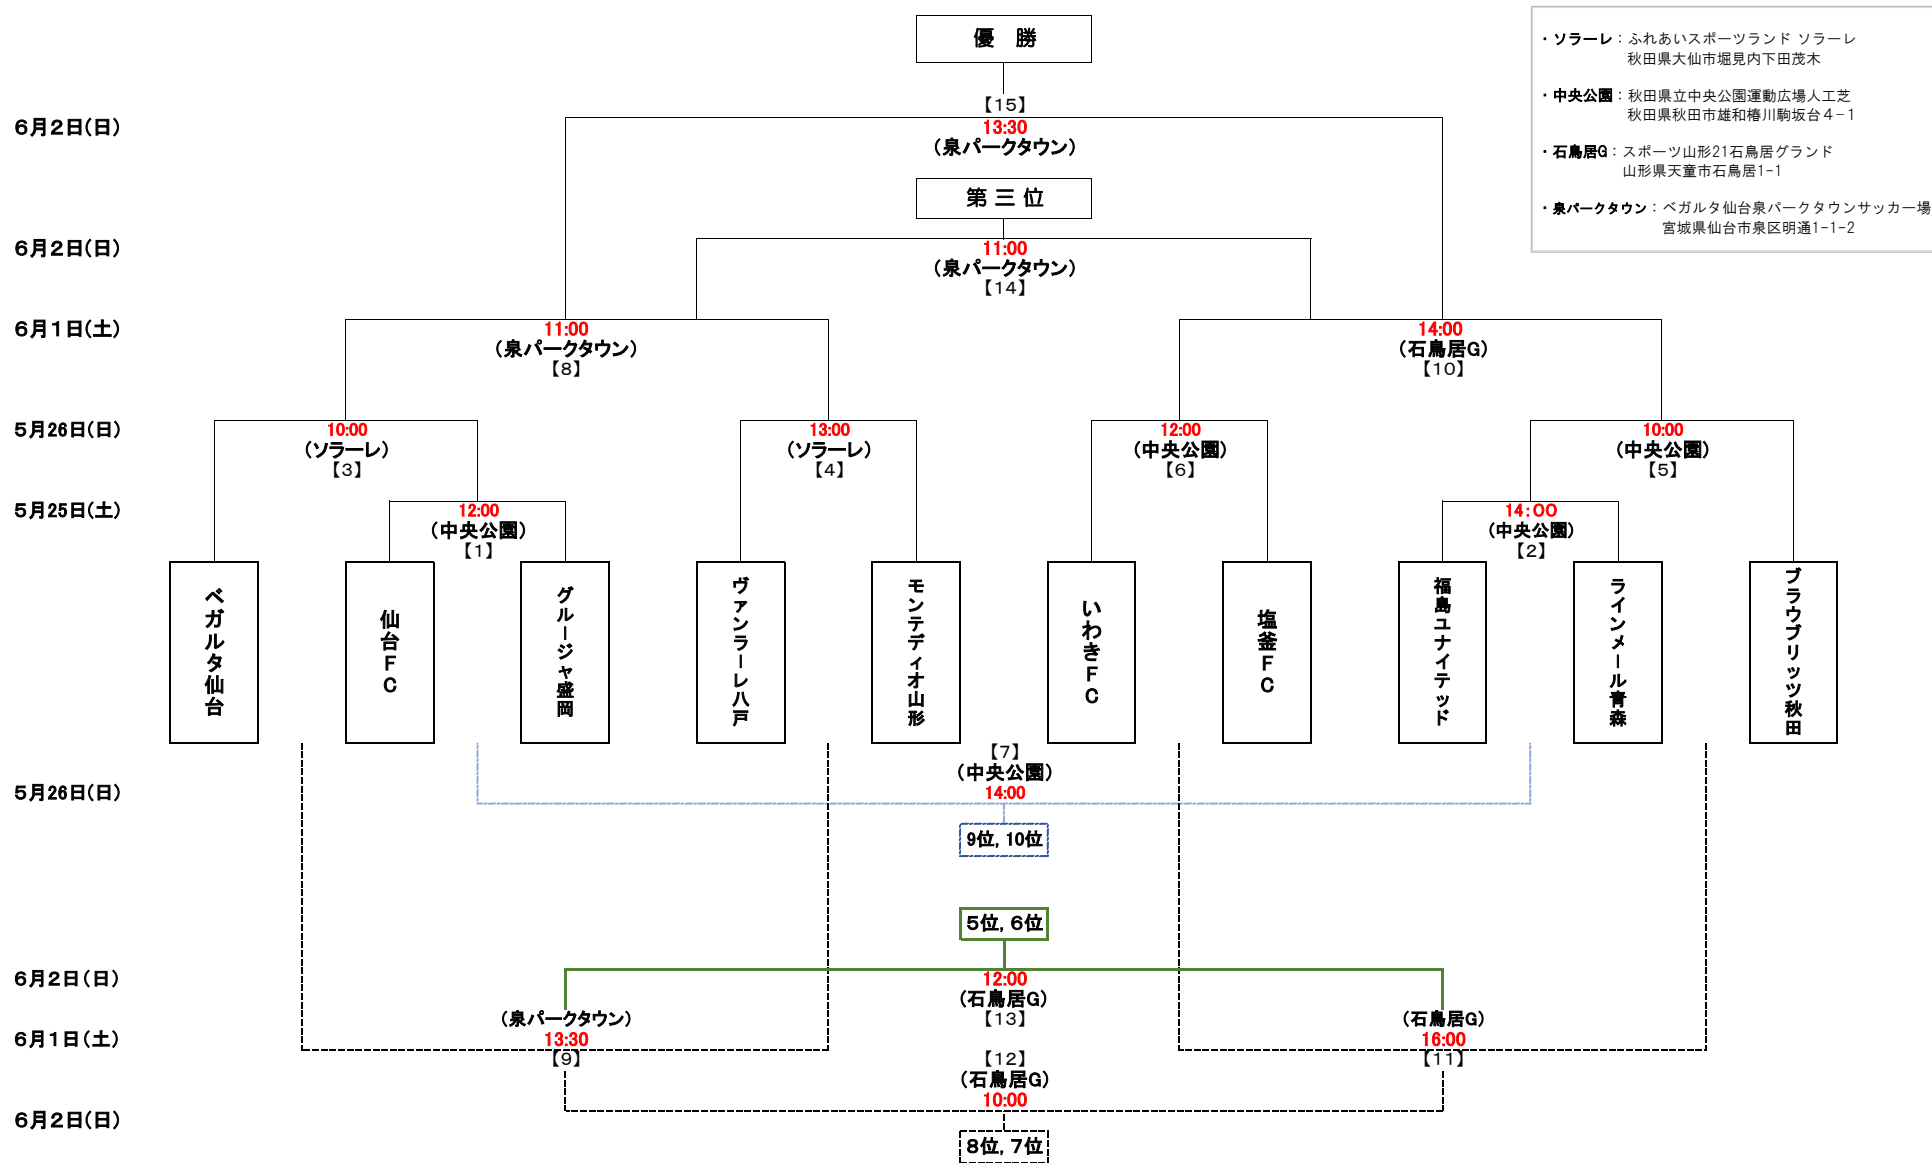 優　勝
・ソラーレ：ふれあいスポーツランド ソラーレ
秋田県大仙市堀見内下田茂木
・中央公園：秋田県立中央公園運動広場人工芝
秋田県秋田市雄和椿川駒坂台４−１
・石鳥居G：スポーツ山形21石鳥居グランド
山形県天童市石鳥居1-1
・泉パークタウン：ベガルタ仙台泉パークタウンサッカー場
宮城県仙台市泉区明通1-1-2
【15】
6月2日(日)
13:30
(泉パークタウン)
第 三 位
6月2日(日)
11:00
(泉パークタウン)
【14】
6月1日(土)
11:00
(泉パークタウン)
【8】
14:00
(石鳥居G)
【10】
5月26日(日)
10:00
(ソラーレ)
【3】
13:00
(ソラーレ)
【4】
12:00
(中央公園)
【6】
10:00
(中央公園)
【5】
5月25日(土)
12:00
(中央公園)
【1】
14:00
(中央公園)
【2】
ベガルタ仙台
仙台FC
グルージャ盛岡
ヴァンラーレ八戸
モンテディオ山形
いわきFC
塩釜FC
福島ユナイテッド
ラインメール青森
ブラウブリッツ秋田
【7】
(中央公園)
5月26日(日)
14:00
9位, 10位
5位, 6位
6月2日(日)
12:00
(石鳥居G)
【13】
6月1日(土)
(泉パークタウン)
13:30
【9】
(石鳥居G)
16:00
【11】
【12】
(石鳥居G)
10:00
6月2日(日)
8位, 7位